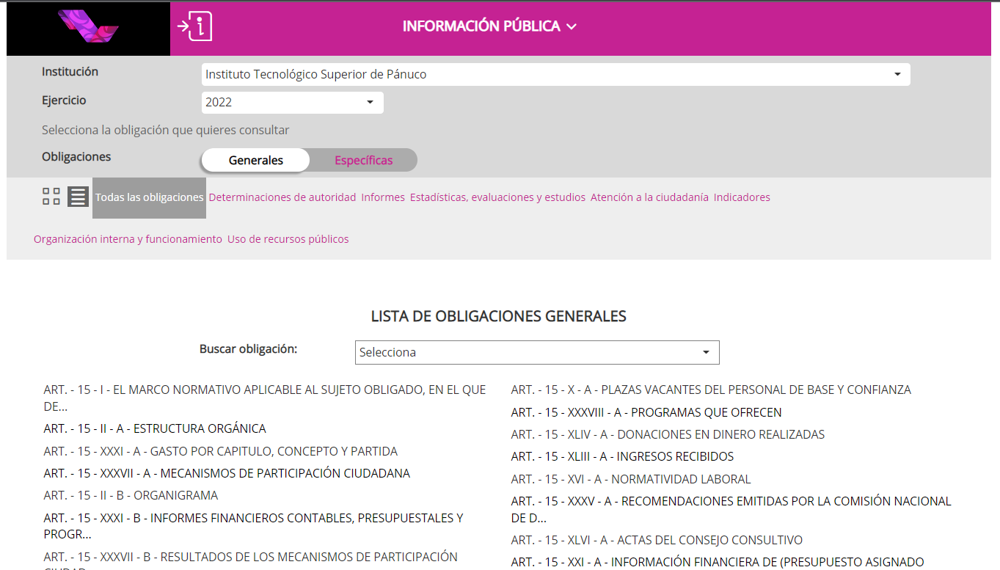 INFORMACIÓN PÚBLICA
Institución
Instituto Tecnológico Superior de Pánuco
Ejercicio
2022
Selecciona la obligación que quieres consultar
Obligaciones
Generales
Específicas
Todas las obligaciones
Determinaciones de autoridad
Informes
Estadísticas, evaluaciones y estudios
Atención a la ciudadanía
Indicadores
Organización interna y funcionamiento
Uso de recursos públicos
LISTA DE OBLIGACIONES GENERALES
Buscar obligación:
Selecciona
ART. - 15 - I - EL MARCO NORMATIVO APLICABLE AL SUJETO OBLIGADO, EN EL QUE
DE...
ART. - 15 - II - A - ESTRUCTURA ORGÁNICA
ART. - 15 - XXXI - A - GASTO POR CAPITULO, CONCEPTO Y PARTIDA
ART. - 15 - XXXVII - A - MECANISMOS DE PARTICIPACIÓN CIUDADANA
ART. - 15 - II - B - ORGANIGRAMA
ART. - 15 - XXXI - B - INFORMES FINANCIEROS CONTABLES, PRESUPUESTALES Y
PROGR...
ART. - 15 - XXXVII - B - RESULTADOS DE LOS MECANISMOS DE PARTICIPACIÓN
ART. - 15 - X - A - PLAZAS VACANTES DEL PERSONAL DE BASE Y CONFIANZA
ART. - 15 - XXXVIII - A - PROGRAMAS QUE OFRECEN
ART. - 15 - XLIV - A - DONACIONES EN DINERO REALIZADAS
ART. - 15 - XLIII - A - INGRESOS RECIBIDOS
ART. - 15 - XVI - A - NORMATIVIDAD LABORAL
ART. - 15 - XXXV - A - RECOMENDACIONES EMITIDAS POR LA COMISIÓN NACIONAL
DE D...
ART. - 15 - XLVI - A - ACTAS DEL CONSEJO CONSULTIVO
ART. - 15 - XXI - A - INFORMACIÓN FINANCIERA DE (PRESUPUESTO ASIGNADO